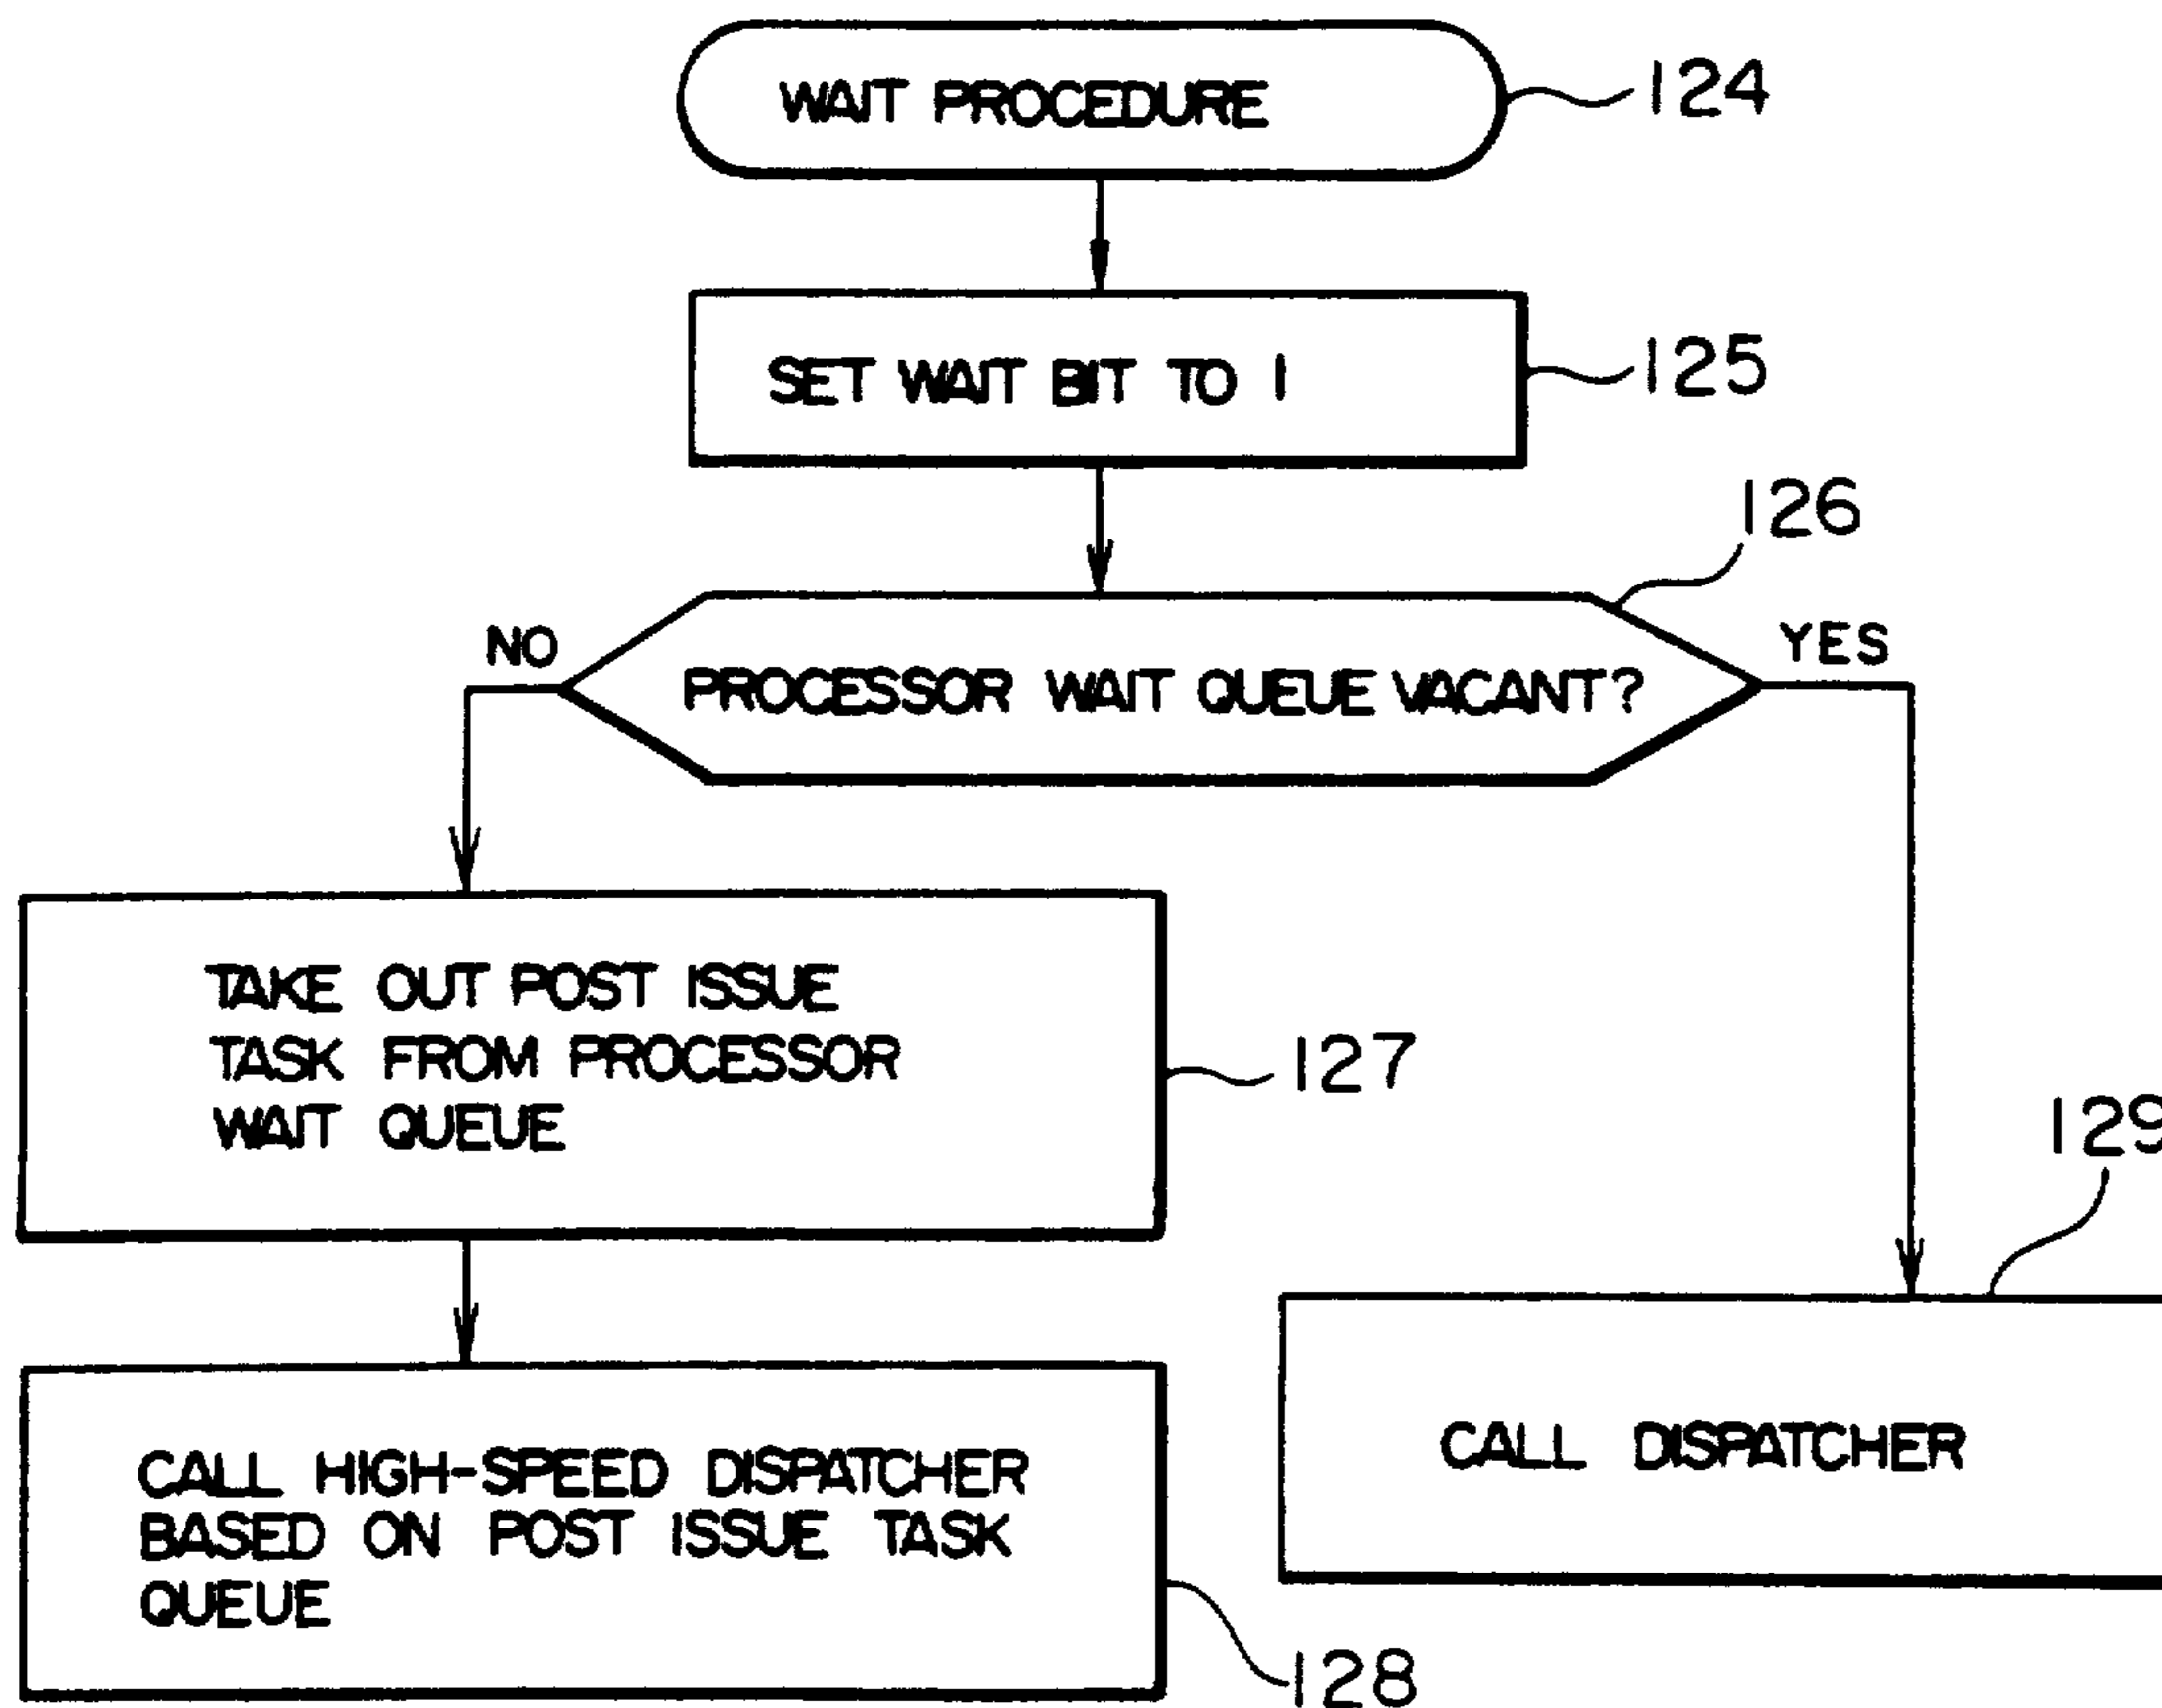 WAIT PROCEDURE
124
SET WAIT BIT TO 1
125
126
NO
YES
PROCESSOR WAIT QUEUE VACANT?
TAKE OUT POST ISSUE
TASK FROM PROCESSOR
WAIT QUEUE
127
129
CALL HIGH-SPEED DISPATCHER
BASED ON POST ISSUE TASK
QUEUE
CALL DISPATCHER
128